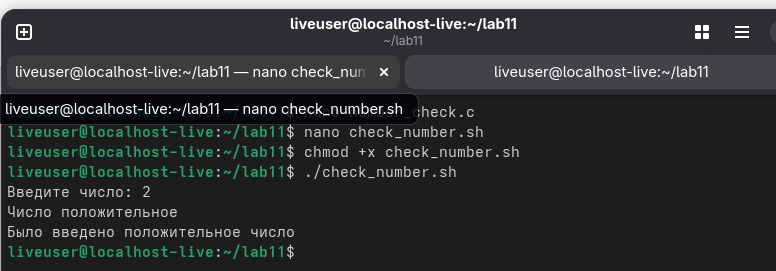 liveuser@localhost-live:~/lab11
~/lab11
liveuser@localhost-live:~/lab11 — nano check_num
liveuser@localhost-live:~/lab11
liveuser@localhost-live:~/lab11 — nano check_number.sh
_check.c
liveuser@localhost-live:~/lab11$ nano check_number.sh
liveuser@localhost-live:~/lab11$ chmod +x check_number.sh
liveuser@localhost-live:~/lab11$ ./check_number.sh
Введите число: 2
Число положительное
Было введено положительное число
liveuser@localhost-live:~/lab11$